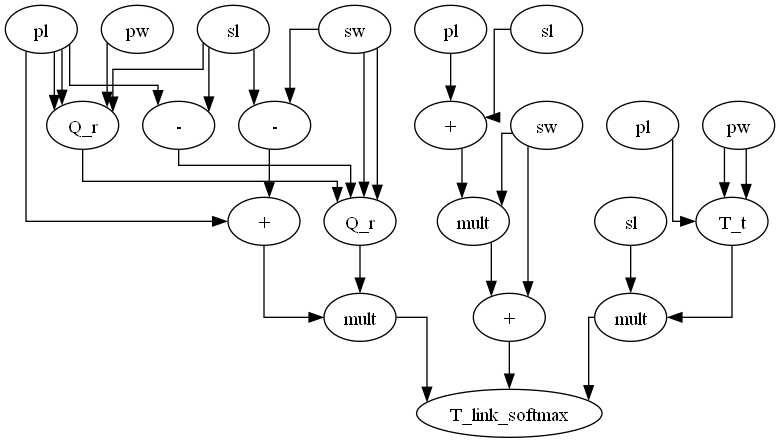 pl pw sl sw pl sl
Q_r - - + sw pl pw
+ Q_r mult sl T_t
mult + mult
T_link_softmax